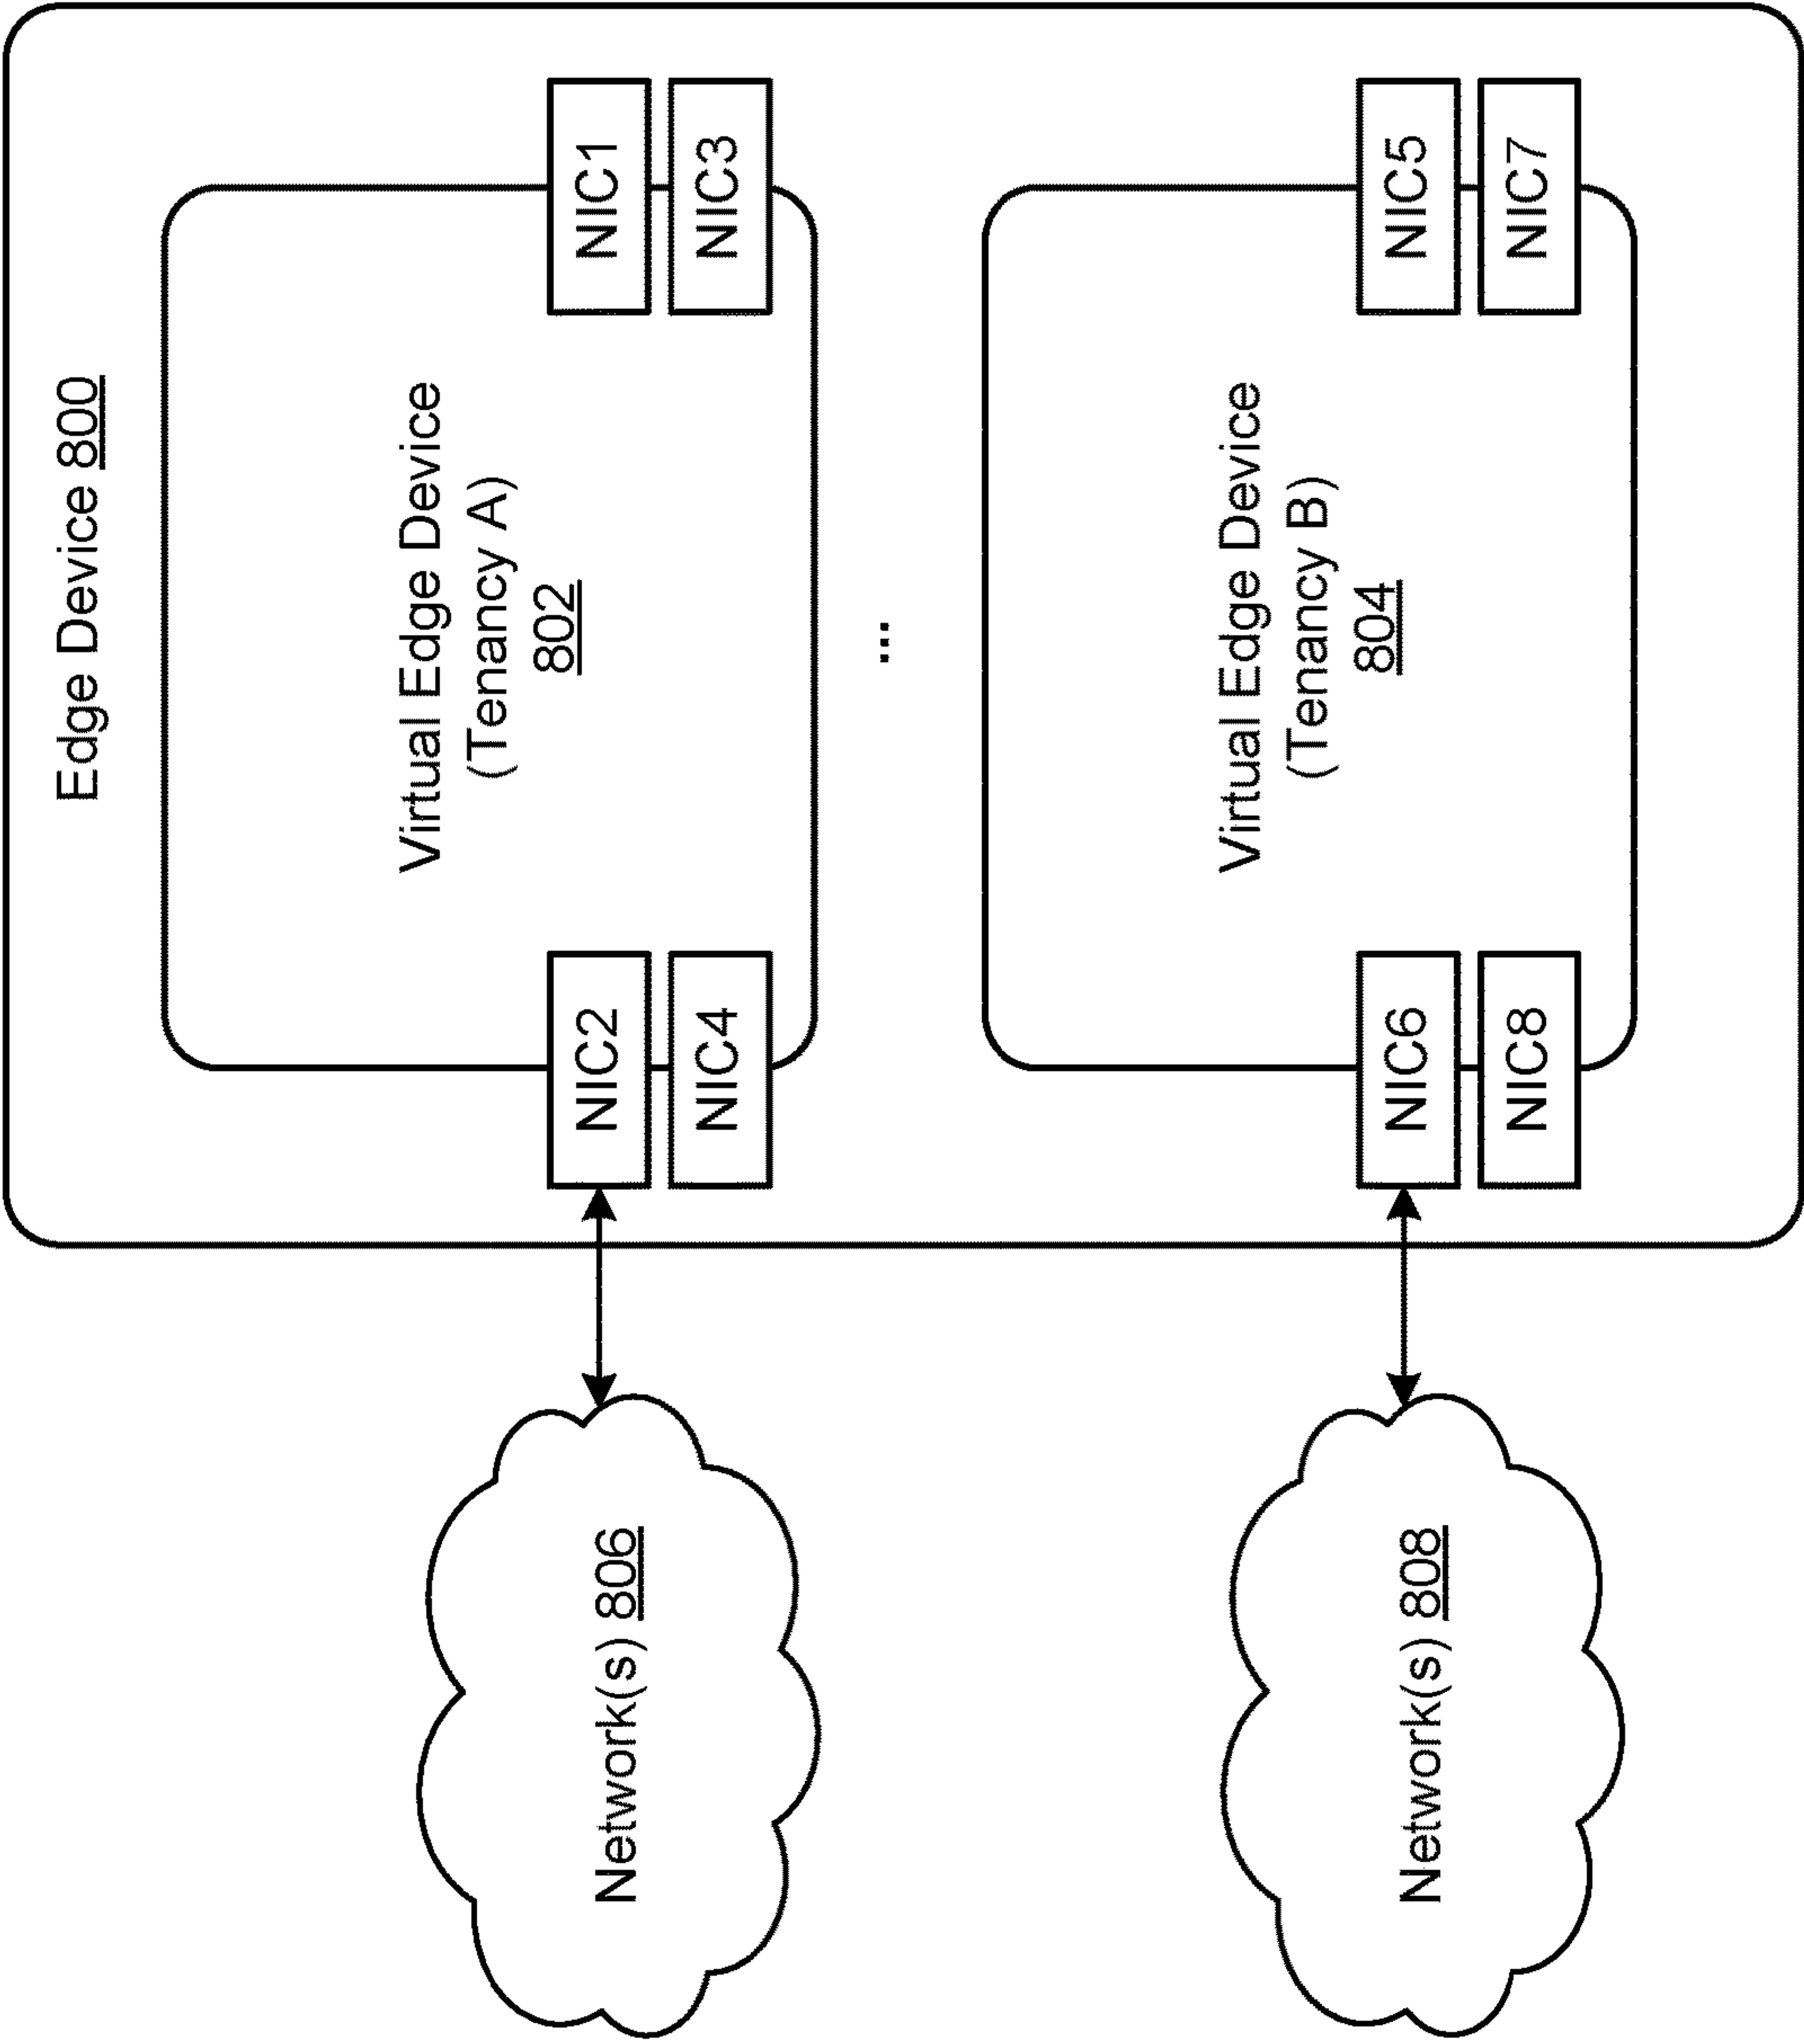 Edge Device 800
Virtual Edge Device
(Tenancy A)
802
NIC2
NIC1
NIC4
NIC3
Network(s) 806
...
Virtual Edge Device
(Tenancy B)
804
NIC6
NIC5
NIC8
NIC7
Network(s) 808